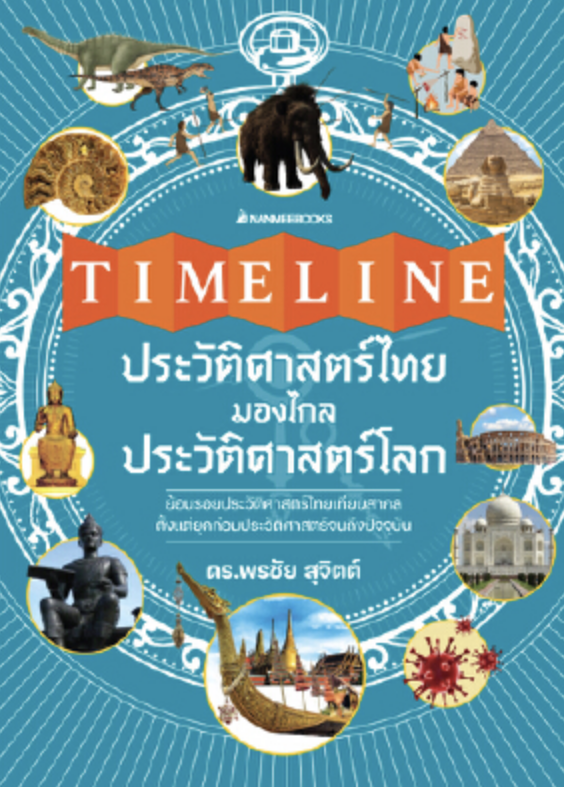 NANMEEBOOKS
TIMELINE
ประวัติศาสตร์ไทย
มองไกล
ประวัติศาสตร์โลก
ย้อนรอยประวัติศาสตร์ไทยเทียบสากล
ตั้งแต่ยุคก่อนประวัติศาสตร์จนถึงปัจจุบัน
ดร.พรชัย สุจิตต์